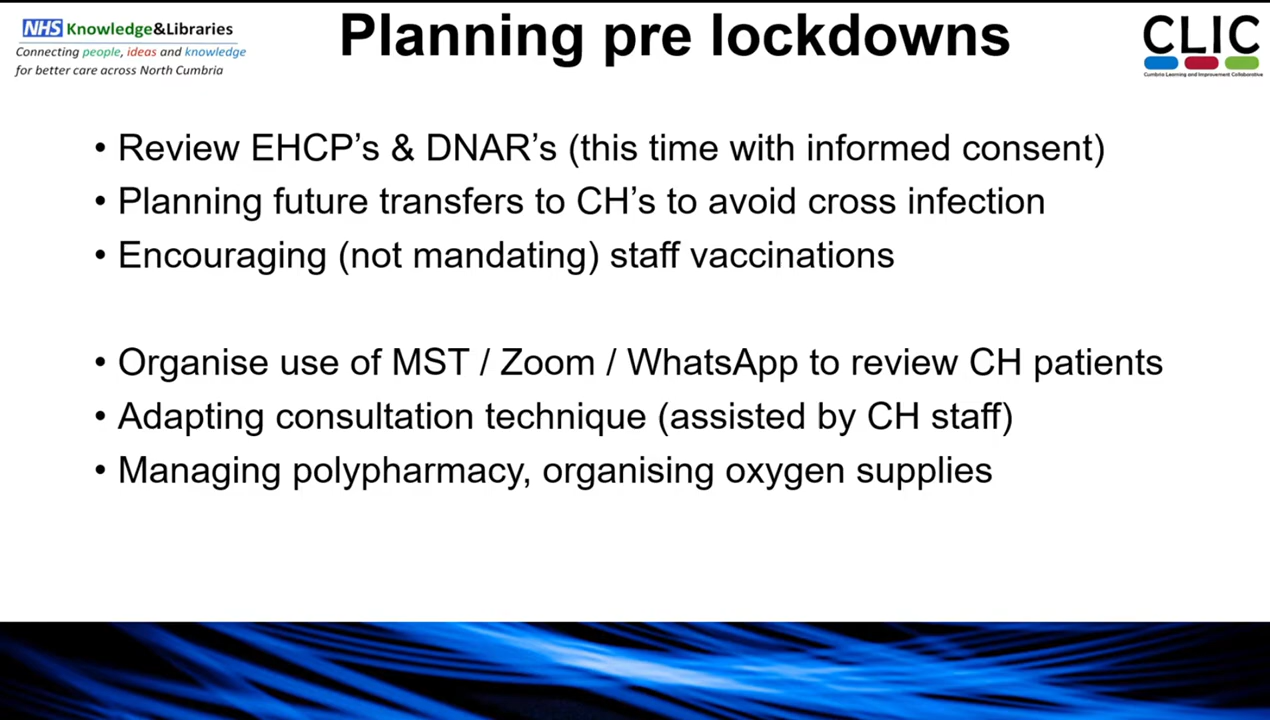 NHS Knowledge&Libraries
Connecting people, ideas and knowledge
for better care across North Cumbria
Planning pre lockdowns
CLIC
Cumbria Learning and Improvement Collaborative
• Review EHCP’s & DNAR’s (this time with informed consent)
• Planning future transfers to CH’s to avoid cross infection
• Encouraging (not mandating) staff vaccinations
• Organise use of MST / Zoom / WhatsApp to review CH patients
• Adapting consultation technique (assisted by CH staff)
• Managing polypharmacy, organising oxygen supplies